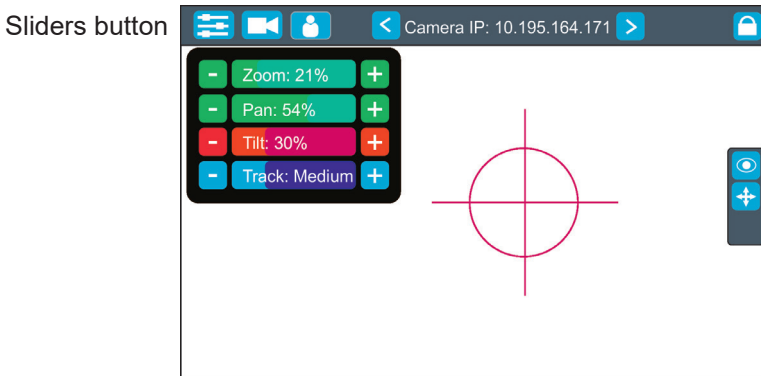 Sliders button
Camera IP: 10.195.164.171
- Zoom: 21% +
- Pan: 54% +
- Tilt: 30% +
- Track: Medium +